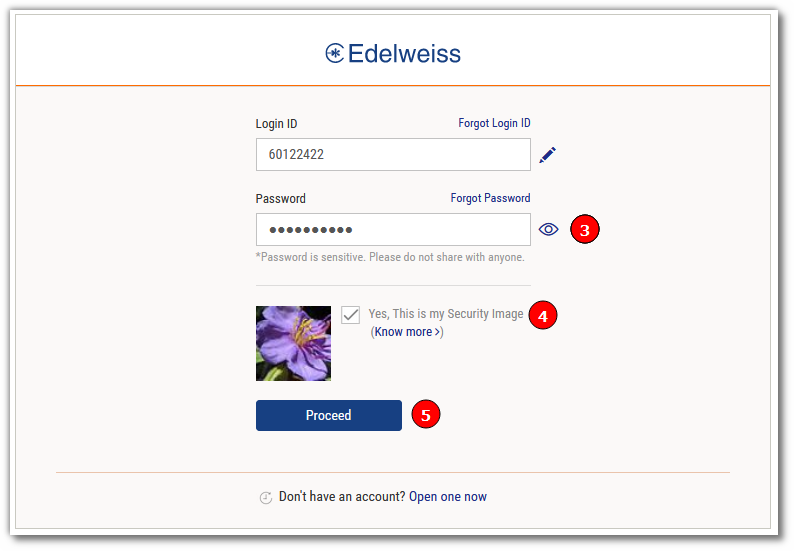 Edelweiss
Login ID Forgot Login ID
60122422
Password Forgot Password
●●●●●●●●●● 3
*Password is sensitive. Please do not share with anyone.
Yes, This is my Security Image 4
(Know more >)
Proceed 5
Don't have an account? Open one now